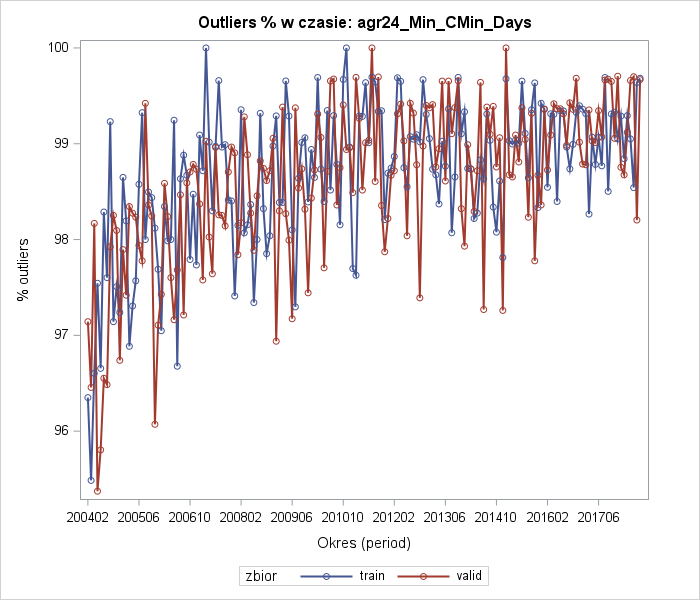 Outliers % w czasie: agr24_Min_CMin_Days
% outliers
100
99
98
97
96
200402 200506 200610 200802 200906 201010 201202 201306 201410 201602 201706
Okres (period)
zbior train valid